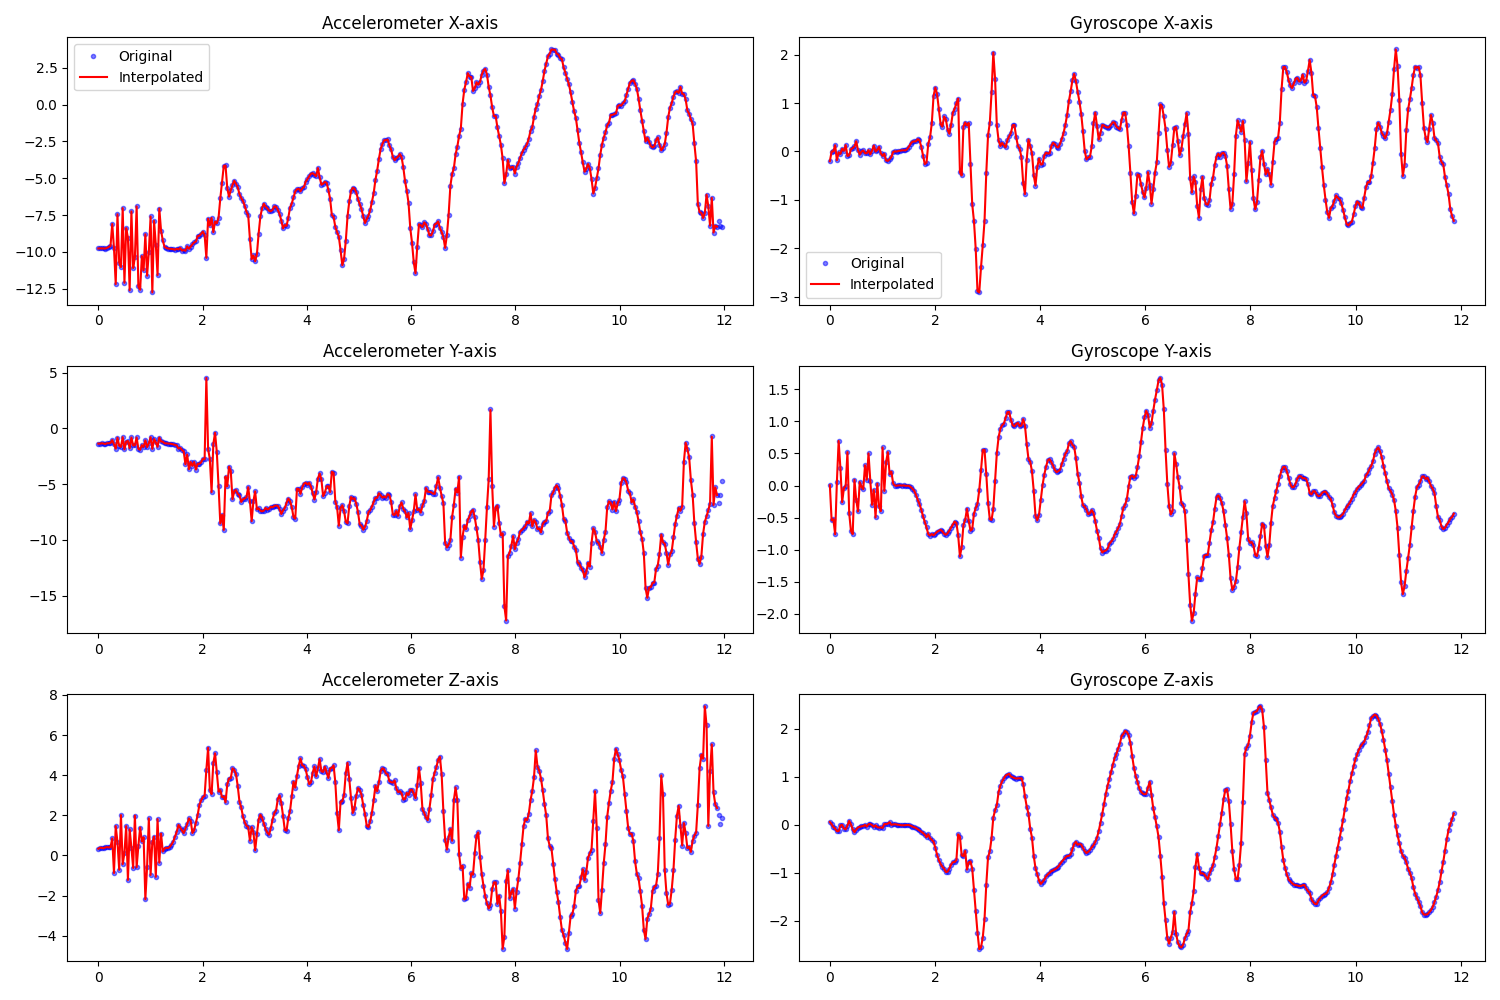 Accelerometer X-axis
Original
Interpolated
2.5
0.0
−2.5
−5.0
−7.5
−10.0
−12.5
0 2 4 6 8 10 12
Gyroscope X-axis
2
1
0
−1
−2
−3
Original
Interpolated
0 2 4 6 8 10 12
Accelerometer Y-axis
5
0
−5
−10
−15
0 2 4 6 8 10 12
Gyroscope Y-axis
1.5
1.0
0.5
0.0
−0.5
−1.0
−1.5
−2.0
0 2 4 6 8 10 12
Accelerometer Z-axis
8
6
4
2
0
−2
−4
0 2 4 6 8 10 12
Gyroscope Z-axis
2
1
0
−1
−2
0 2 4 6 8 10 12